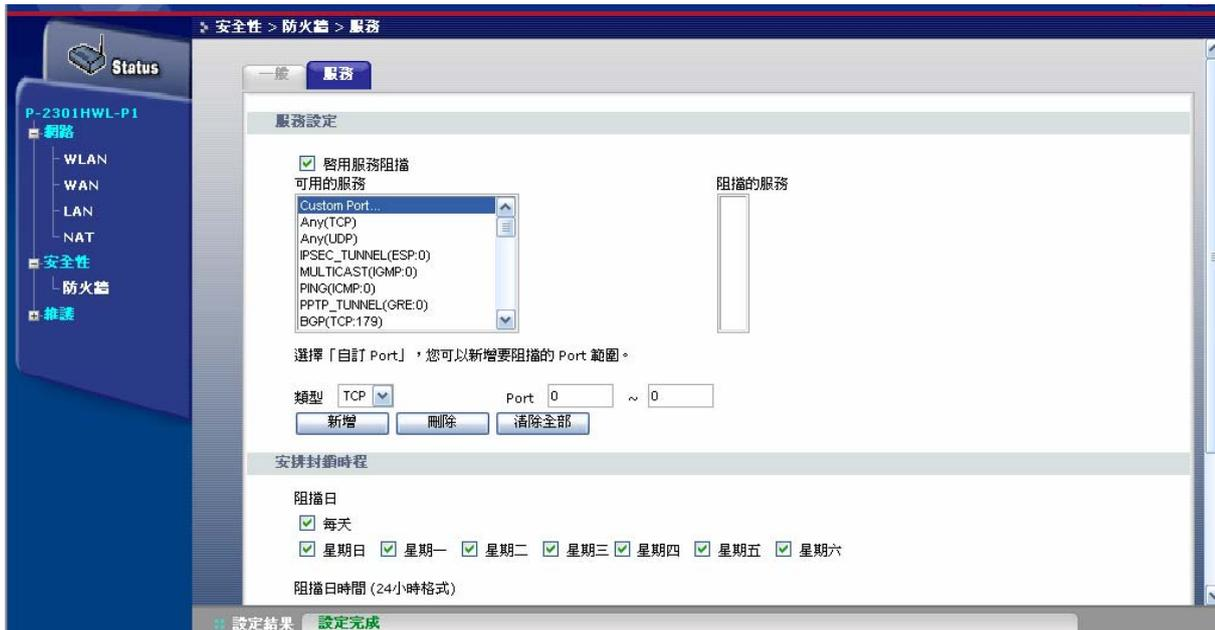 安全性 > 防火牆 > 服務
Status
一般
服務
P-2301HWL-P1
網路
WLAN
WAN
LAN
NAT
安全性
防火牆
維護
服務設定
啓用服務阻擋
可用的服務
阻擋的服務
Custom Port...
Any(TCP)
Any(UDP)
IPSEC_TUNNEL(ESP:0)
MULTICAST(IGMP:0)
PING(ICMP:0)
PPTP_TUNNEL(GRE:0)
BGP(TCP:179)
選擇「自訂 Port」，您可以新增要阻擋的 Port 範圍。
類型 TCP Port 0 ~ 0
新增 刪除 清除全部
安排封鎖時程
阻擋日
每天
星期日 星期一 星期二 星期三 星期四 星期五 星期六
阻擋日時間 (24小時格式)
設定結果 設定完成